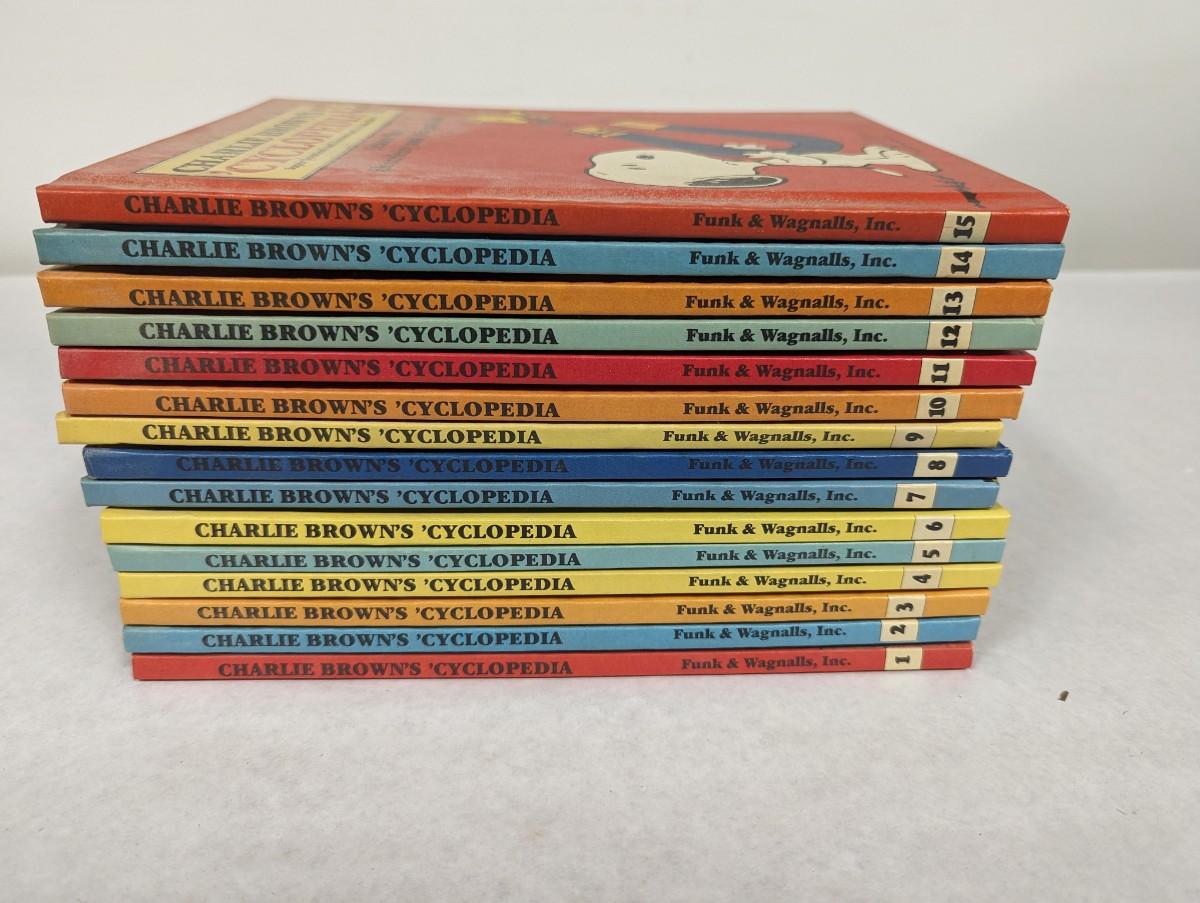 CHARLIE BROWN'S
'CYCLOPEDIA
CHARLIE BROWN'S 'CYCLOPEDIA Funk & Wagnalls, Inc. 15
CHARLIE BROWN'S 'CYCLOPEDIA Funk & Wagnalls, Inc. 14
CHARLIE BROWN'S 'CYCLOPEDIA Funk & Wagnalls, Inc. 13
CHARLIE BROWN'S 'CYCLOPEDIA Funk & Wagnalls, Inc. 12
CHARLIE BROWN'S 'CYCLOPEDIA Funk & Wagnalls, Inc. 11
CHARLIE BROWN'S 'CYCLOPEDIA Funk & Wagnalls, Inc. 10
CHARLIE BROWN'S 'CYCLOPEDIA Funk & Wagnalls, Inc. 9
CHARLIE BROWN'S 'CYCLOPEDIA Funk & Wagnalls, Inc. 8
CHARLIE BROWN'S 'CYCLOPEDIA Funk & Wagnalls, Inc. 7
CHARLIE BROWN'S 'CYCLOPEDIA Funk & Wagnalls, Inc. 6
CHARLIE BROWN'S 'CYCLOPEDIA Funk & Wagnalls, Inc. 5
CHARLIE BROWN'S 'CYCLOPEDIA Funk & Wagnalls, Inc. 4
CHARLIE BROWN'S 'CYCLOPEDIA Funk & Wagnalls, Inc. 3
CHARLIE BROWN'S 'CYCLOPEDIA Funk & Wagnalls, Inc. 2
CHARLIE BROWN'S 'CYCLOPEDIA Funk & Wagnalls, Inc. 1